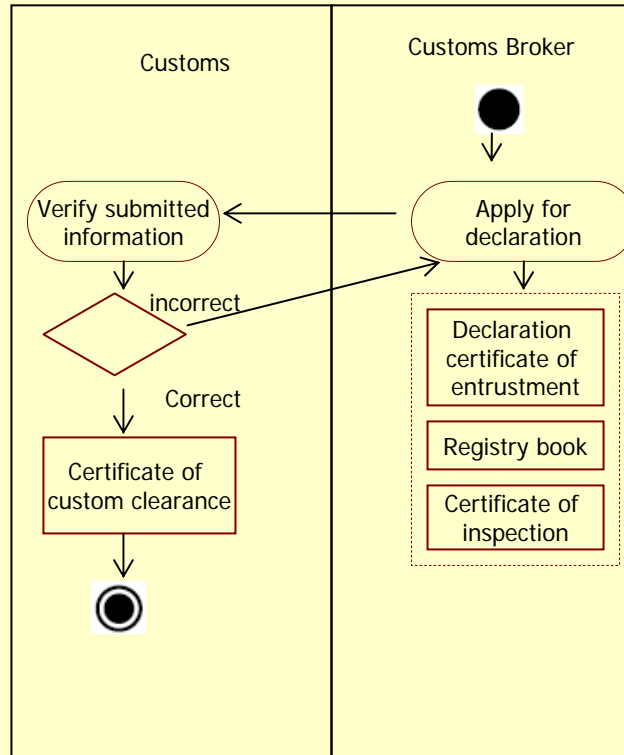 Customs
Customs Broker
Verify submitted
information
Apply for
declaration
incorrect
Declaration
certificate of
entrustment
Correct
Registry book
Certificate of
custom clearance
Certificate of
inspection